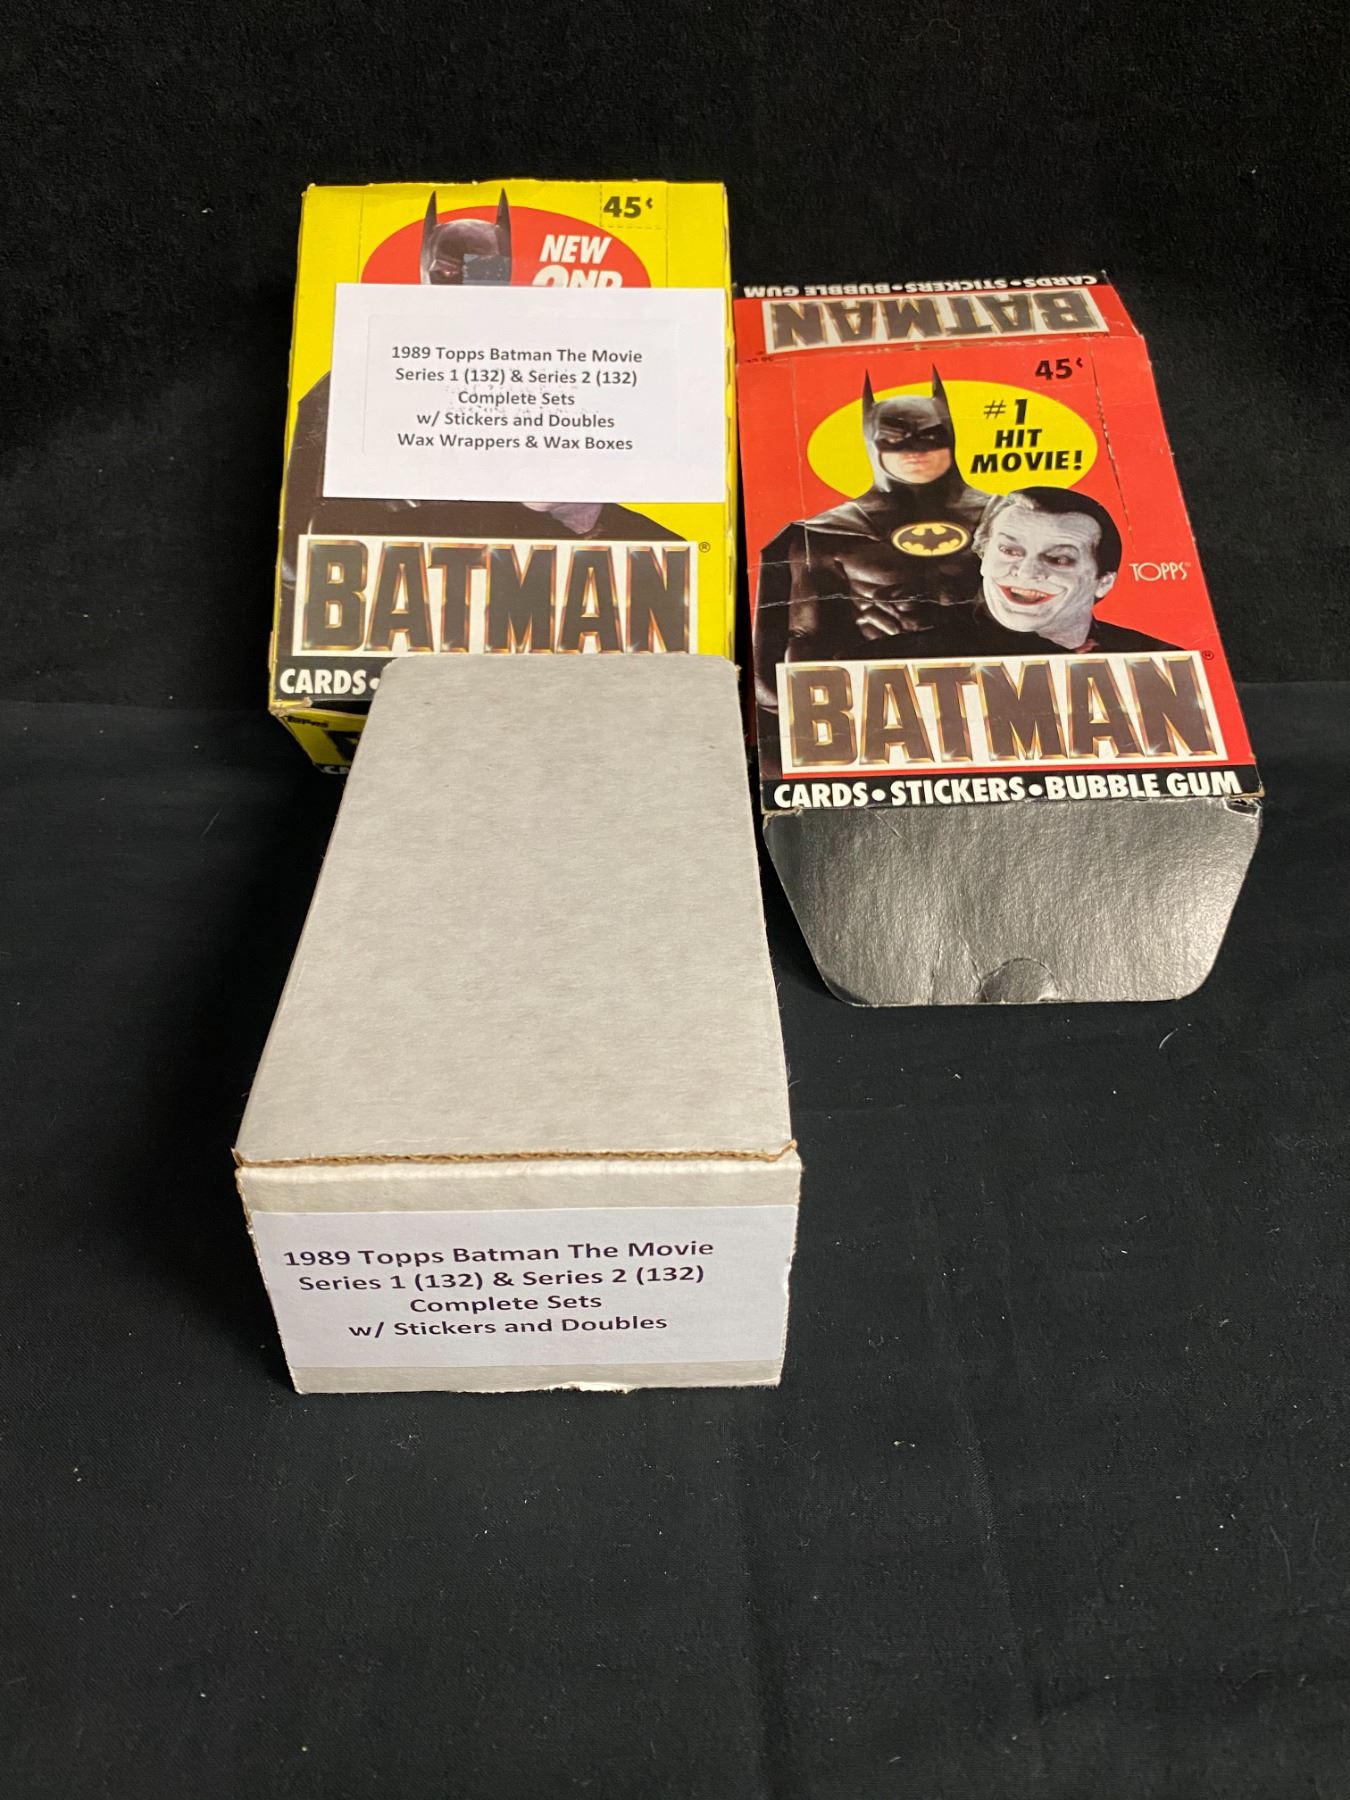 45¢
NEW
2ND
1989 Topps Batman The Movie
Series 1 (132) & Series 2 (132)
Complete Sets
w/ Stickers and Doubles
Wax Wrappers & Wax Boxes
BATMAN®
CARDS•
CARDS•STICKERS•BUBBLE GUM
BATMAN
45¢
#1
HIT
MOVIE!
TOPPS™
BATMAN®
CARDS•STICKERS•BUBBLE GUM
1989 Topps Batman The Movie
Series 1 (132) & Series 2 (132)
Complete Sets
w/ Stickers and Doubles